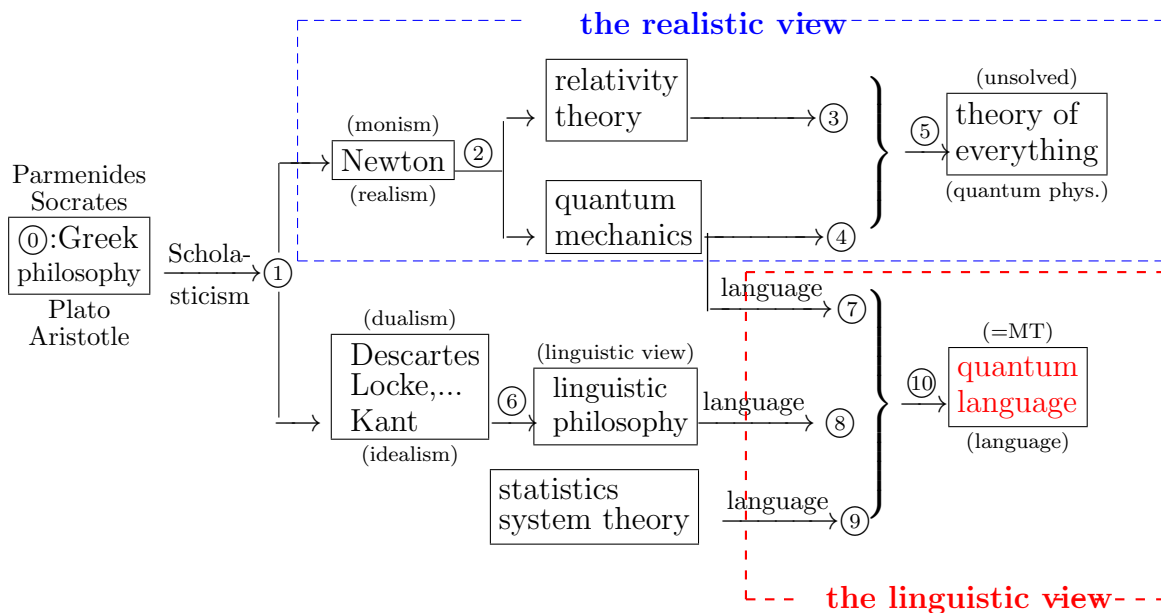 the realistic view
Parmenides
Socrates
⓪:Greek
philosophy
Plato
Aristotle
Schola-
sticism
①
(monism)
Newton
(realism)
②
relativity
theory
③
quantum
mechanics
④
⑤
(unsolved)
theory of
everything
(quantum phys.)
language
⑦
(dualism)
Descartes
Locke,...
Kant
(idealism)
⑥
(linguistic view)
linguistic
philosophy
language
⑧
statistics
system theory
language
⑨
⑩
(=MT)
quantum
language
(language)
the linguistic view